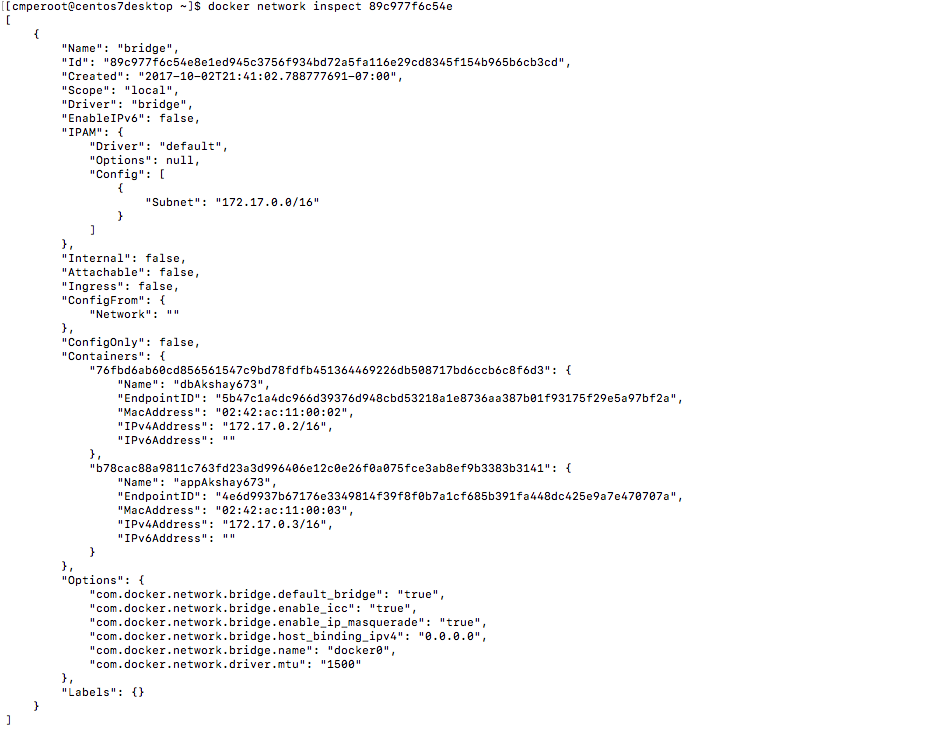 [[cmperoot@centos7desktop ~]$ docker network inspect 89c977f6c54e
[
    {
        "Name": "bridge",
        "Id": "89c977f6c54e8e1ed945c3756f934bd72a5fa116e29cd8345f154b965b6cb3cd",
        "Created": "2017-10-02T21:41:02.788777691-07:00",
        "Scope": "local",
        "Driver": "bridge",
        "EnableIPv6": false,
        "IPAM": {
            "Driver": "default",
            "Options": null,
            "Config": [
                {
                    "Subnet": "172.17.0.0/16"
                }
            ]
        },
        "Internal": false,
        "Attachable": false,
        "Ingress": false,
        "ConfigFrom": {
            "Network": ""
        },
        "ConfigOnly": false,
        "Containers": {
            "76fbd6ab60cd856561547c9bd78fdfb451364469226db508717bd6ccb6c8f6d3": {
                "Name": "dbAkshay673",
                "EndpointID": "5b47c1a4dc966d39376d948cbd53218a1e8736aa387b01f93175f29e5a97bf2a",
                "MacAddress": "02:42:ac:11:00:02",
                "IPv4Address": "172.17.0.2/16",
                "IPv6Address": ""
            },
            "b78cac88a9811c763fd23a3d996406e12c0e26f0a075fce3ab8ef9b3383b3141": {
                "Name": "appAkshay673",
                "EndpointID": "4e6d9937b67176e3349814f39f8f0b7a1cf685b391fa448dc425e9a7e470707a",
                "MacAddress": "02:42:ac:11:00:03",
                "IPv4Address": "172.17.0.3/16",
                "IPv6Address": ""
            }
        },
        "Options": {
            "com.docker.network.bridge.default_bridge": "true",
            "com.docker.network.bridge.enable_icc": "true",
            "com.docker.network.bridge.enable_ip_masquerade": "true",
            "com.docker.network.bridge.host_binding_ipv4": "0.0.0.0",
            "com.docker.network.bridge.name": "docker0",
            "com.docker.network.driver.mtu": "1500"
        },
        "Labels": {}
    }
]